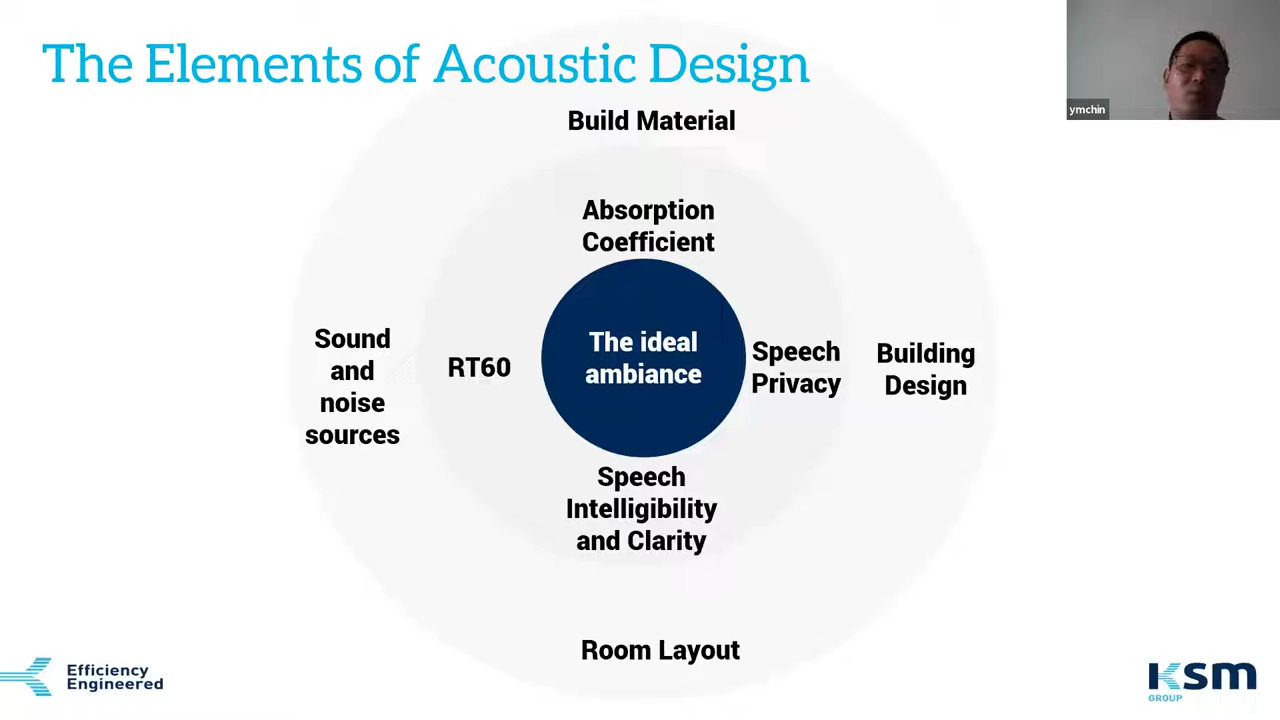 The Elements of Acoustic Design
ymchin
Build Material
Absorption
Coefficient
Sound
and
noise
sources
RT60
The ideal
ambiance
Speech
Privacy
Building
Design
Speech
Intelligibility
and Clarity
Room Layout
Efficiency
Engineered
ksm
GROUP